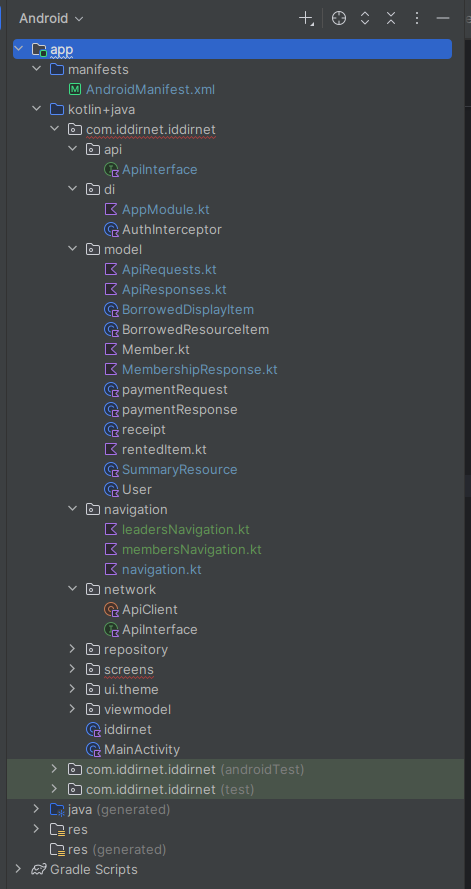 Android
app
manifests
AndroidManifest.xml
kotlin+java
com.iddirnet.iddirnet
api
ApiInterface
di
AppModule.kt
AuthInterceptor
model
ApiRequests.kt
ApiResponses.kt
BorrowedDisplayItem
BorrowedResourceItem
Member.kt
MembershipResponse.kt
paymentRequest
paymentResponse
receipt
rentedItem.kt
SummaryResource
User
navigation
leadersNavigation.kt
membersNavigation.kt
navigation.kt
network
ApiClient
ApiInterface
repository
screens
ui.theme
viewmodel
iddirnet
MainActivity
com.iddirnet.iddirnet (androidTest)
com.iddirnet.iddirnet (test)
java (generated)
res
res (generated)
Gradle Scripts